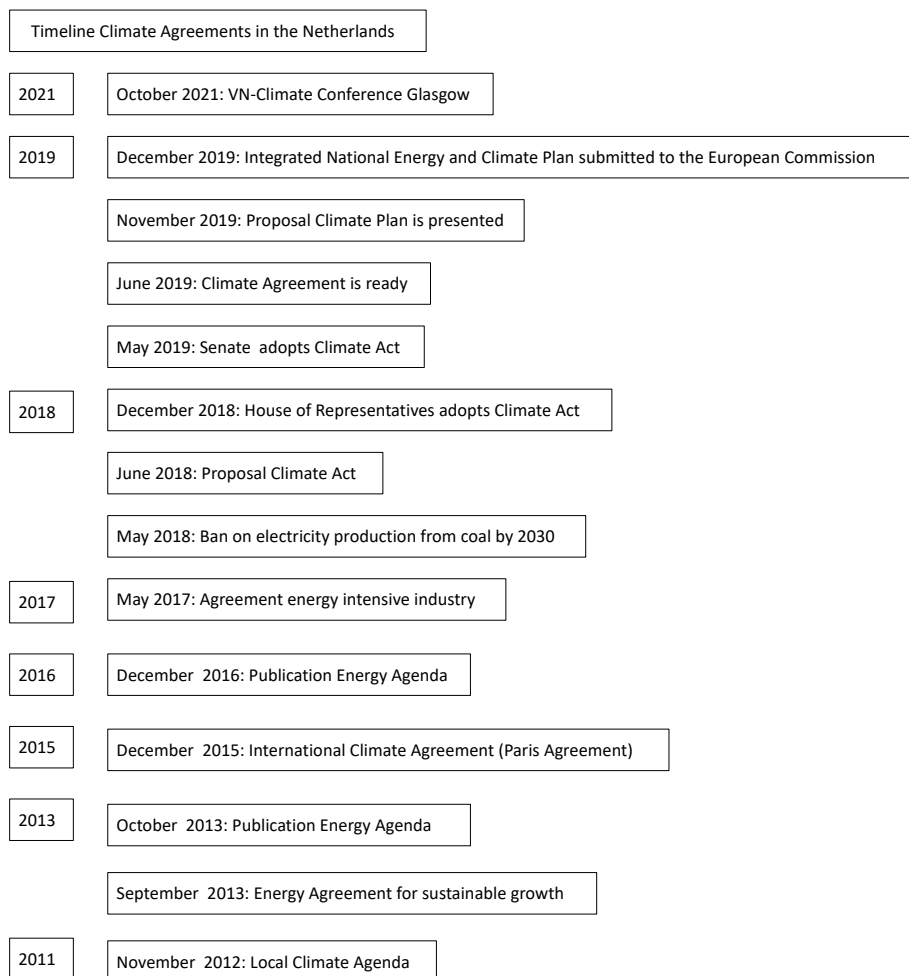 Timeline Climate Agreements in the Netherlands
2021
October 2021: VN-Climate Conference Glasgow
2019
December 2019: Integrated National Energy and Climate Plan submitted to the European Commission
November 2019: Proposal Climate Plan is presented
June 2019: Climate Agreement is ready
May 2019: Senate  adopts Climate Act
2018
December 2018: House of Representatives adopts Climate Act
June 2018: Proposal Climate Act
May 2018: Ban on electricity production from coal by 2030
2017
May 2017: Agreement energy intensive industry
2016
December  2016: Publication Energy Agenda
2015
December  2015: International Climate Agreement (Paris Agreement)
2013
October  2013: Publication Energy Agenda
September  2013: Energy Agreement for sustainable growth
2011
November  2012: Local Climate Agenda